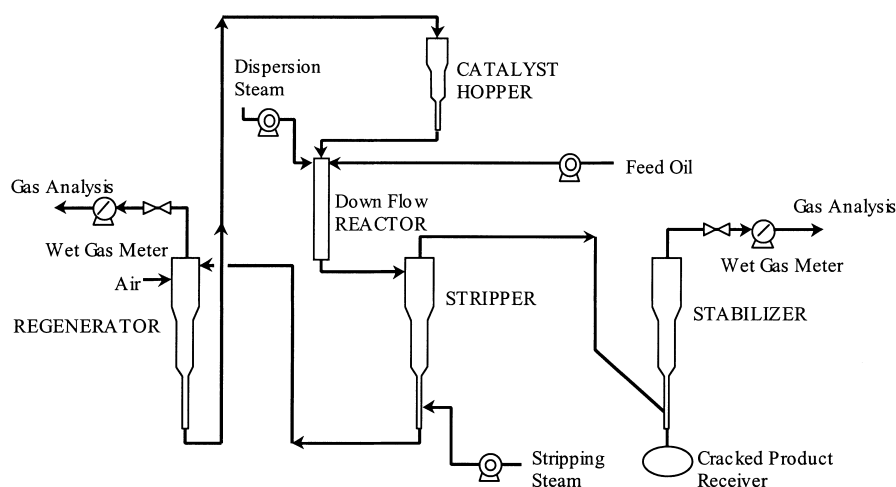 Dispersion
Steam
CATALYST
HOPPER
Feed Oil
Gas Analysis
Down Flow
REACTOR
Gas Analysis
Wet Gas Meter
Wet Gas Meter
Air
STRIPPER
REGENERATOR
STABILIZER
Stripping
Steam
Cracked Product
Receiver